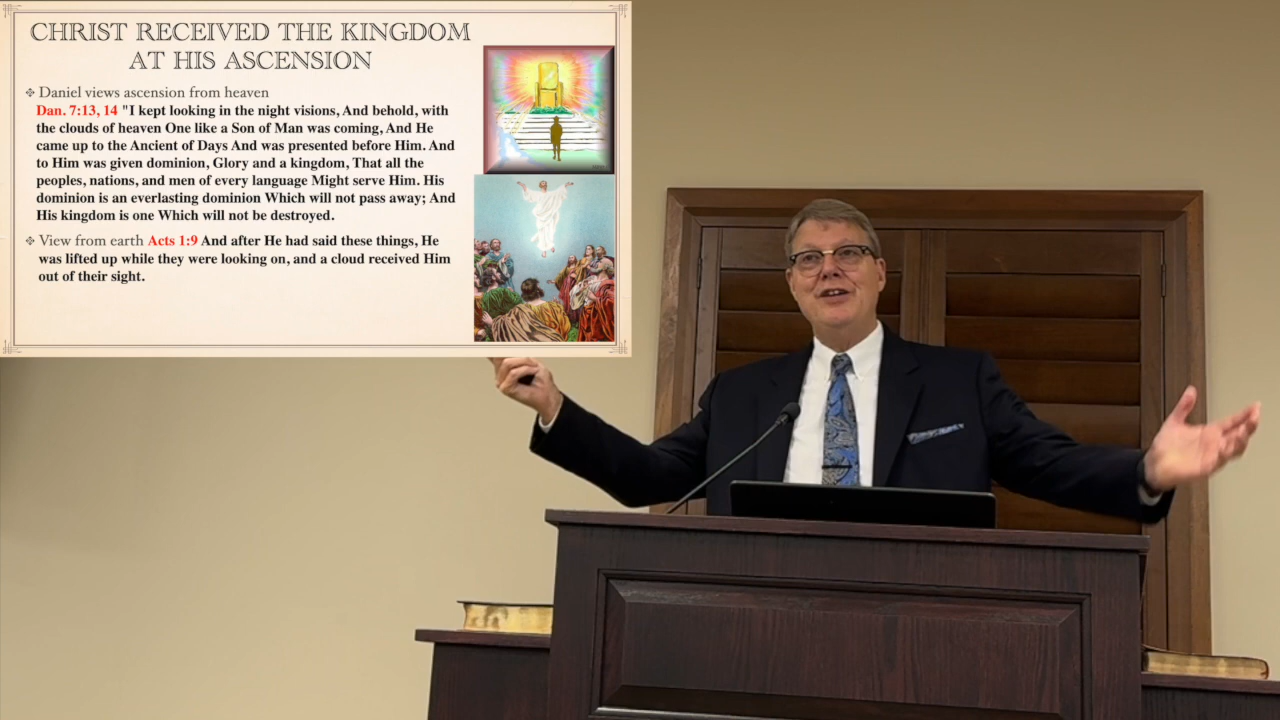 CHRIST RECEIVED THE KINGDOM
AT HIS ASCENSION
Daniel views ascension from heaven
Dan. 7:13, 14 "I kept looking in the night visions, And behold, with
the clouds of heaven One like a Son of Man was coming, And He
came up to the Ancient of Days And was presented before Him. And
to Him was given dominion, Glory and a kingdom, That all the
peoples, nations, and men of every language Might serve Him. His
dominion is an everlasting dominion Which will not pass away; And
His kingdom is one Which will not be destroyed.
View from earth Acts 1:9 And after He had said these things, He
was lifted up while they were looking on, and a cloud received Him
out of their sight.